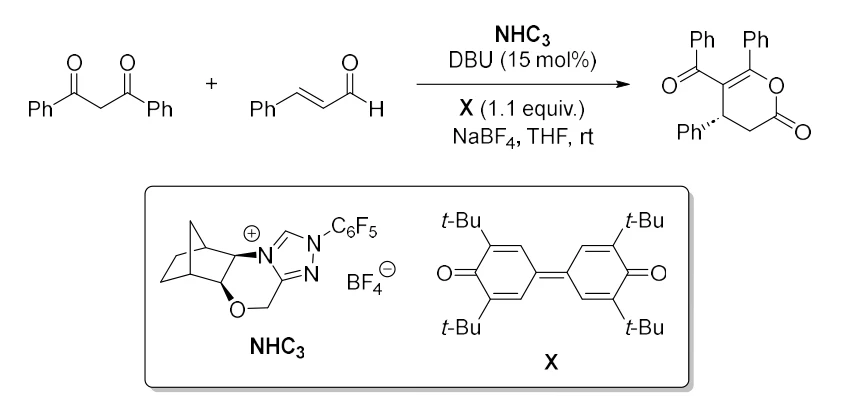 O O
Ph Ph
+
Ph O H
NHC₃
DBU (15 mol%)
X (1.1 equiv.)
NaBF₄, THF, rt
Ph Ph
O O
Ph O
⊕ N N C₆F₅
N
BF₄⊖
O
NHC₃
t-Bu t-Bu
O O
t-Bu t-Bu
X